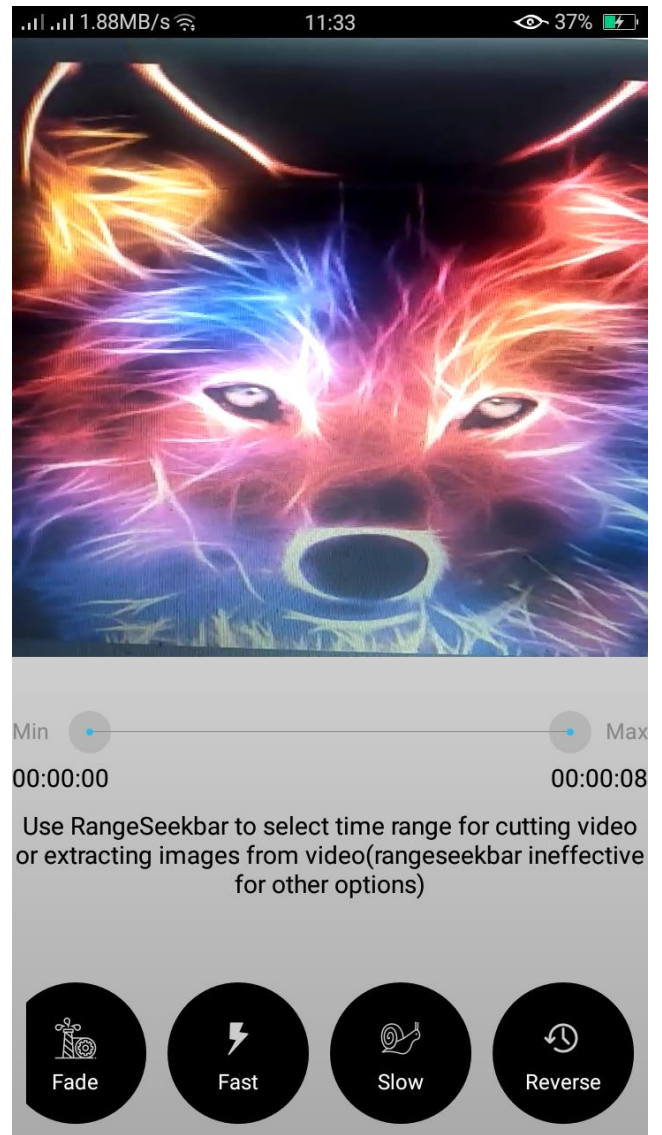 1.88MB/s 11:33 37%
Min Max
00:00:00 00:00:08
Use RangeSeekbar to select time range for cutting video
or extracting images from video(rangeseekbar ineffective
for other options)
Fade Fast Slow Reverse